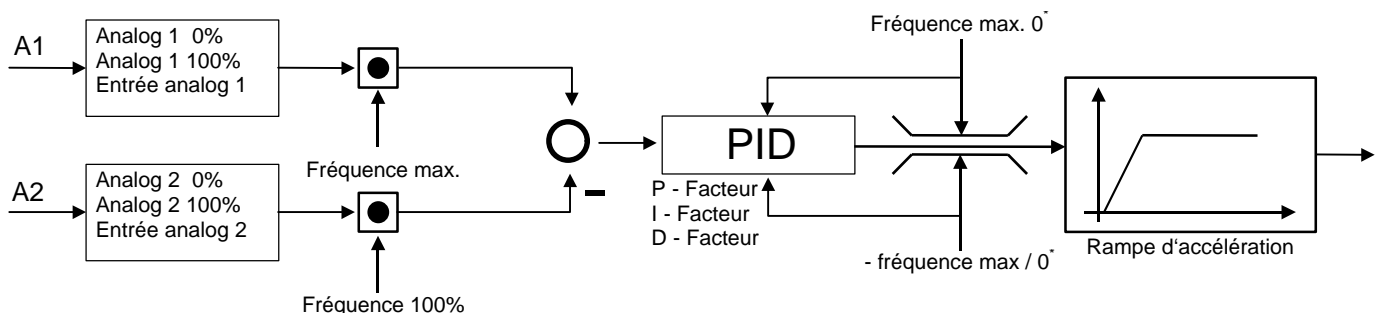 A1
Analog 1 0%
Analog 1 100%
Entrée analog 1
Fréquence max.
A2
Analog 2 0%
Analog 2 100%
Entrée analog 2
Fréquence 100%
PID
P - Facteur
I - Facteur
D - Facteur
Fréquence max. 0*
- fréquence max / 0*
Rampe d‘accélération